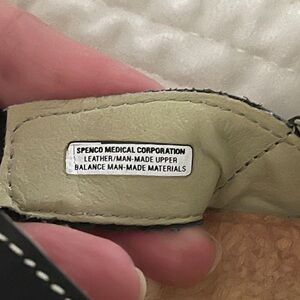 SPENCO MEDICAL CORPORATION
LEATHER/MAN-MADE UPPER
BALANCE MAN-MADE MATERIALS